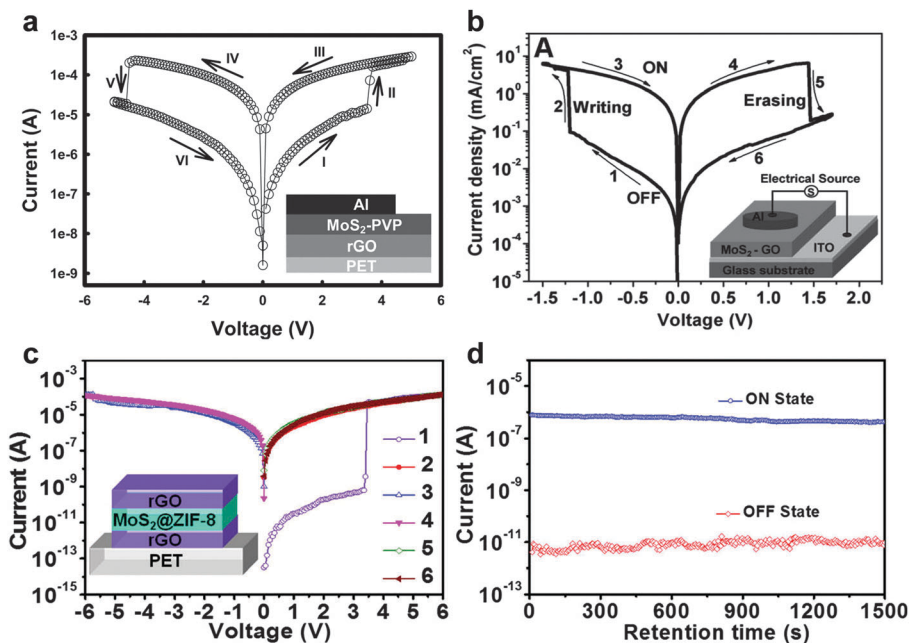 a
Current (A)
1e-3
1e-4
1e-5
1e-6
1e-7
1e-8
1e-9
-6 -4 -2 0 2 4 6
Voltage (V)
I
II
III
IV
V
VI
Al
MoS₂-PVP
rGO
PET
b
A
Current density (mA/cm²)
10²
10¹
10⁰
10⁻¹
10⁻²
10⁻³
10⁻⁴
10⁻⁵
-1.5 -1.0 -0.5 0.0 0.5 1.0 1.5 2.0
Voltage (V)
3 ON 4
2 Writing Erasing 5
1 OFF 6
Electrical Source
S
Al
MoS₂ - GO
ITO
Glass substrate
c
Current (A)
10⁻³
10⁻⁵
10⁻⁷
10⁻⁹
10⁻¹¹
10⁻¹³
10⁻¹⁵
-6 -5 -4 -3 -2 -1 0 1 2 3 4 5 6
Voltage (V)
1
2
3
4
5
6
rGO
MoS₂@ZIF-8
rGO
PET
d
Current (A)
10⁻⁵
10⁻⁷
10⁻⁹
10⁻¹¹
10⁻¹³
0 300 600 900 1200 1500
Retention time (s)
ON State
OFF State